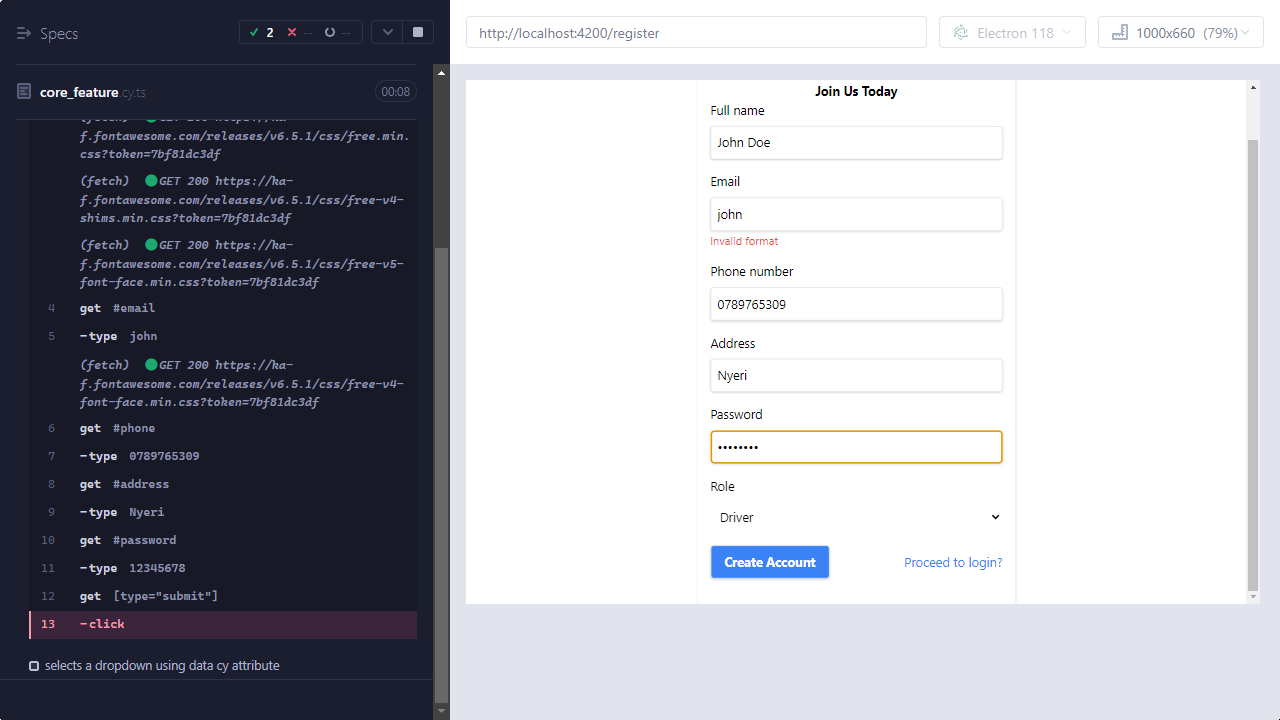 Specs
2
--
--
core_feature.cy.ts
00:08
(fetch) GET 200 https://ka-
f.fontawesome.com/releases/v6.5.1/css/free.min.
css?token=7bf81dc3df
(fetch) GET 200 https://ka-
f.fontawesome.com/releases/v6.5.1/css/free-v4-
shims.min.css?token=7bf81dc3df
(fetch) GET 200 https://ka-
f.fontawesome.com/releases/v6.5.1/css/free-v5-
font-face.min.css?token=7bf81dc3df
4 get #email
5 -type john
(fetch) GET 200 https://ka-
f.fontawesome.com/releases/v6.5.1/css/free-v4-
font-face.min.css?token=7bf81dc3df
6 get #phone
7 -type 0789765309
8 get #address
9 -type Nyeri
10 get #password
11 -type 12345678
12 get [type="submit"]
13 -click
selects a dropdown using data cy attribute
http://localhost:4200/register
Electron 118
1000x660 (79%)
Join Us Today
Full name
John Doe
Email
john
Invalid format
Phone number
0789765309
Address
Nyeri
Password
••••••••
Role
Driver
Create Account
Proceed to login?